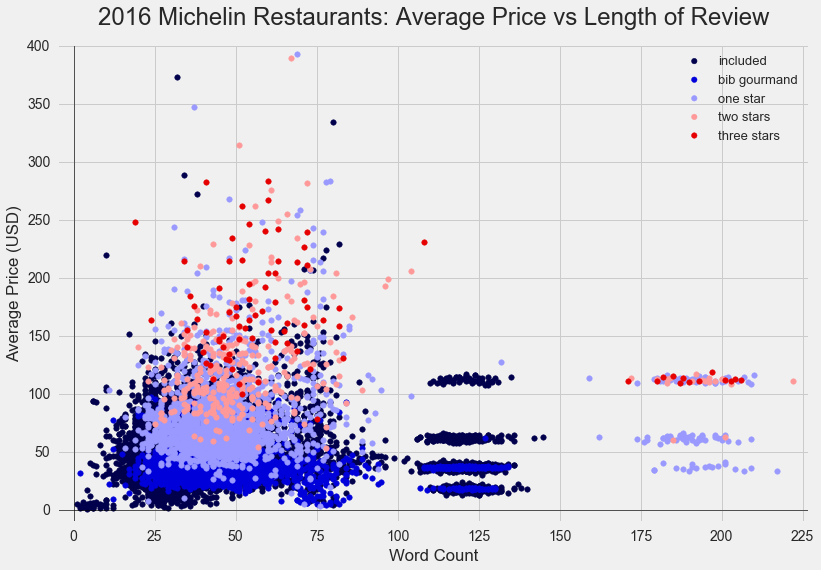 2016 Michelin Restaurants: Average Price vs Length of Review
400
350
300
250
200
150
100
50
0
Average Price (USD)
included
bib gourmand
one star
two stars
three stars
0 25 50 75 100 125 150 175 200 225
Word Count